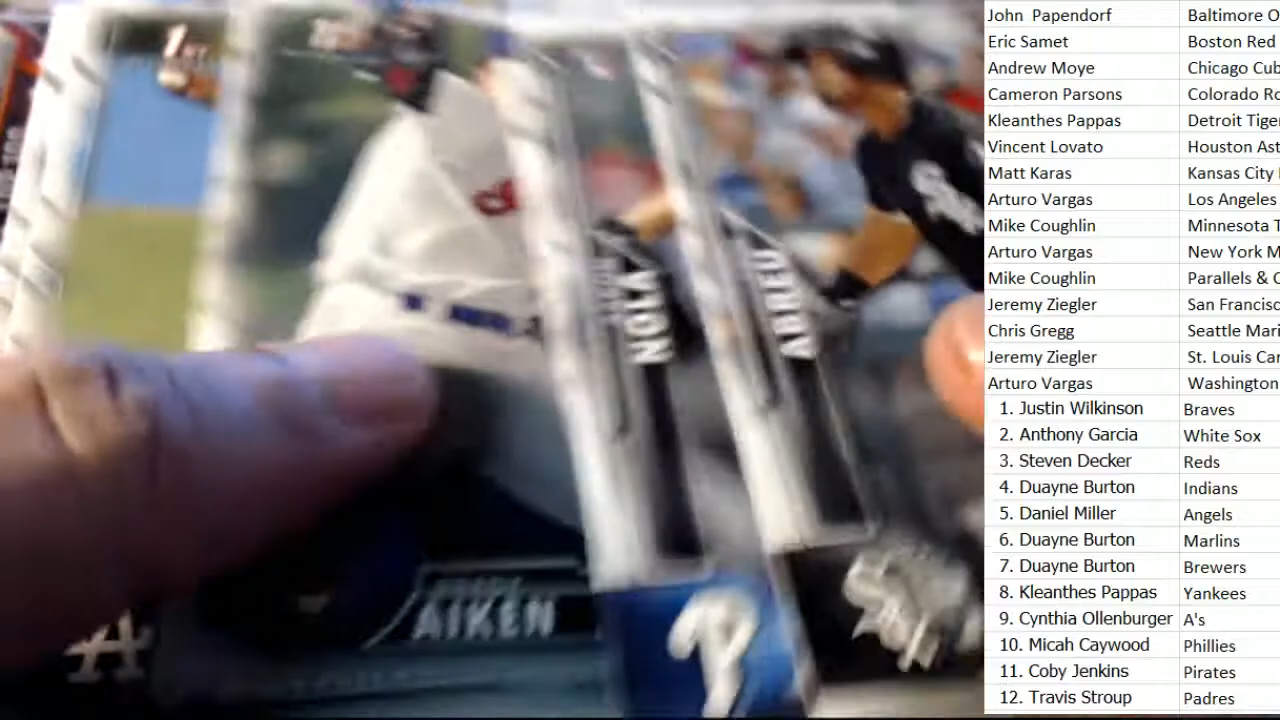 John Papendorf Baltimore O
Eric Samet Boston Red
Andrew Moye Chicago Cub
Cameron Parsons Colorado Ro
Kleanthes Pappas Detroit Tige
Vincent Lovato Houston Ast
Matt Karas Kansas City
Arturo Vargas Los Angeles
Mike Coughlin Minnesota T
Arturo Vargas New York M
Mike Coughlin Parallels & C
Jeremy Ziegler San Francisc
Chris Gregg Seattle Mari
Jeremy Ziegler St. Louis Car
Arturo Vargas Washington
1. Justin Wilkinson Braves
2. Anthony Garcia White Sox
3. Steven Decker Reds
4. Duayne Burton Indians
5. Daniel Miller Angels
6. Duayne Burton Marlins
7. Duayne Burton Brewers
8. Kleanthes Pappas Yankees
9. Cynthia Ollenburger A's
10. Micah Caywood Phillies
11. Coby Jenkins Pirates
12. Travis Stroup Padres
AIKEN
NOLA